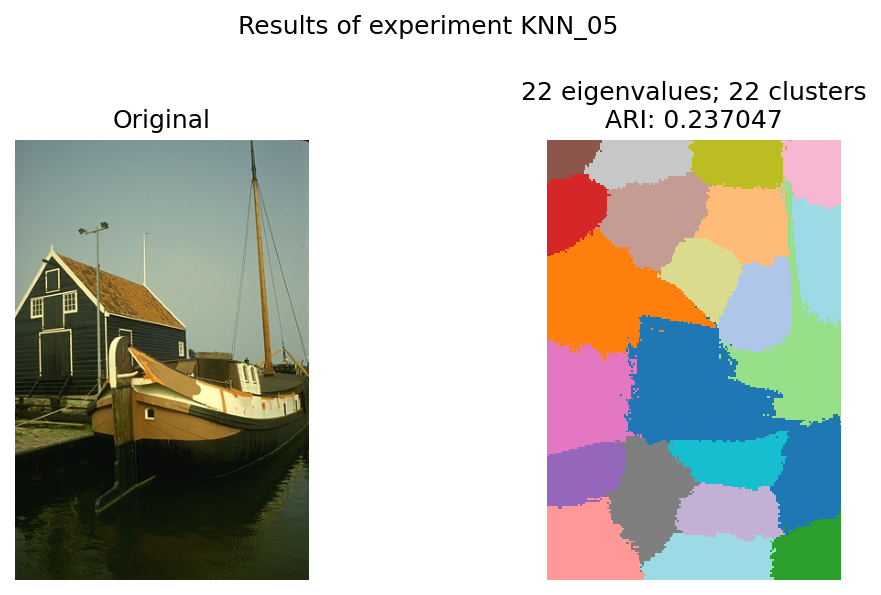 Results of experiment KNN_05
Original
22 eigenvalues; 22 clusters
ARI: 0.237047